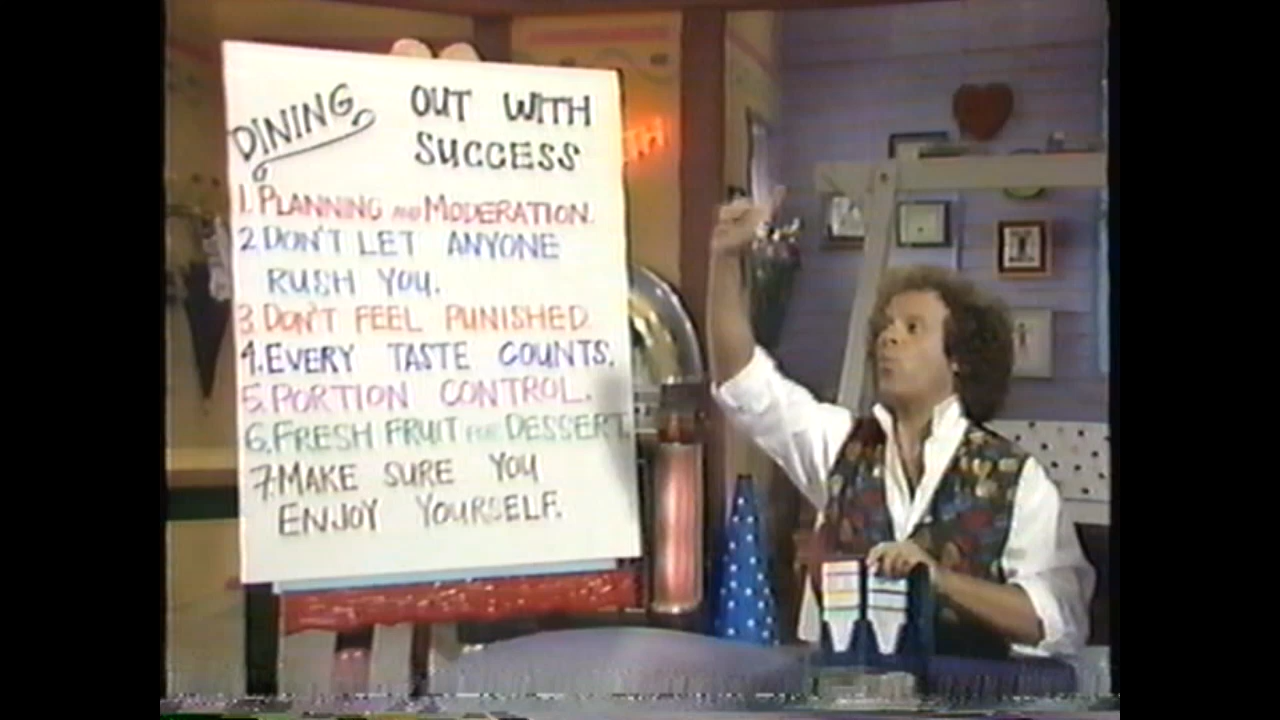 DINING OUT WITH
SUCCESS
1. PLANNING AND MODERATION.
2. DON'T LET ANYONE
RUSH YOU.
3. DON'T FEEL PUNISHED.
4. EVERY TASTE COUNTS.
5. PORTION CONTROL.
6. FRESH FRUIT FOR DESSERT.
7. MAKE SURE YOU
ENJOY YOURSELF.